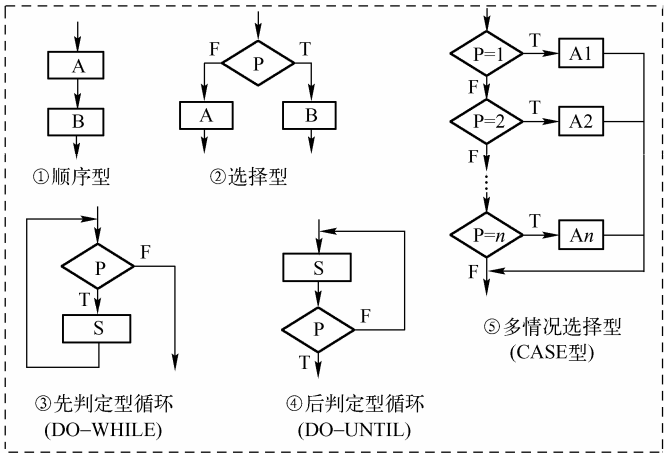 A
B
①顺序型
P
F
T
A
B
②选择型
P
F
T
S
③先判定型循环
(DO-WHILE)
S
P
F
T
④后判定型循环
(DO-UNTIL)
P=1
T
A1
F
P=2
T
A2
F
······
P=n
T
An
F
⑤多情况选择型
(CASE型)